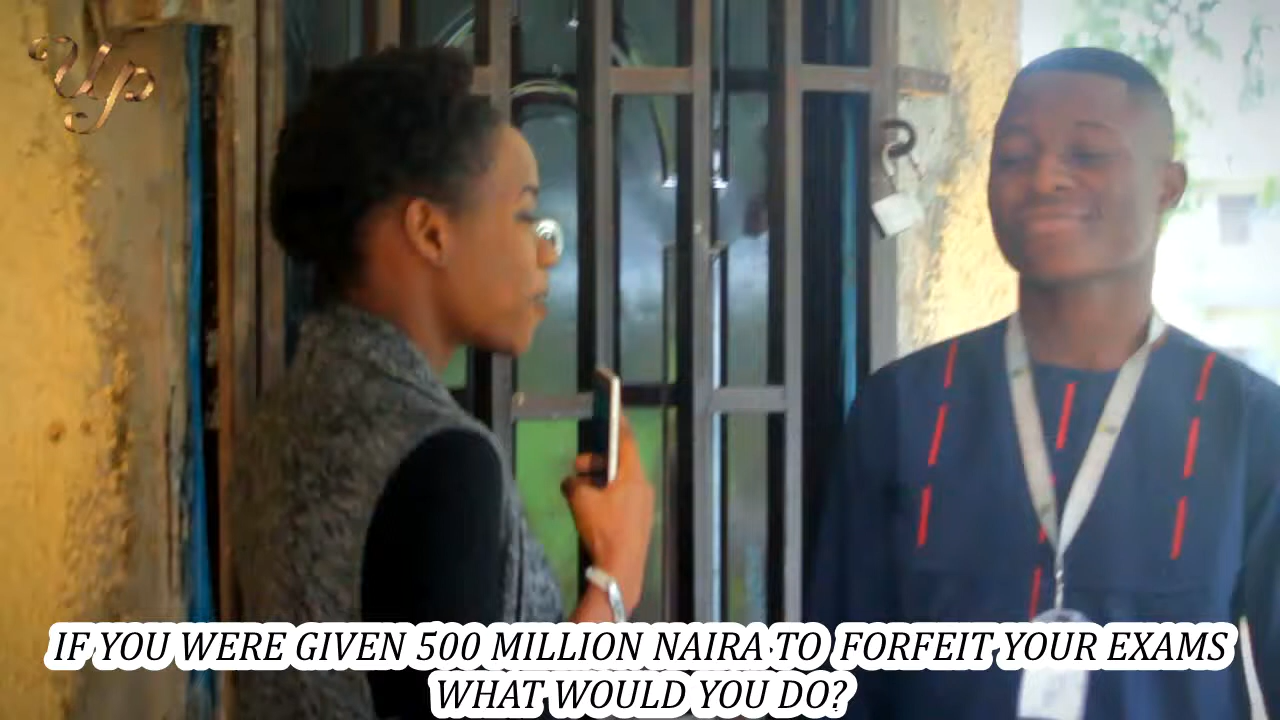 Up
IF YOU WERE GIVEN 500 MILLION NAIRA TO FORFEIT YOUR EXAMS
WHAT WOULD YOU DO?